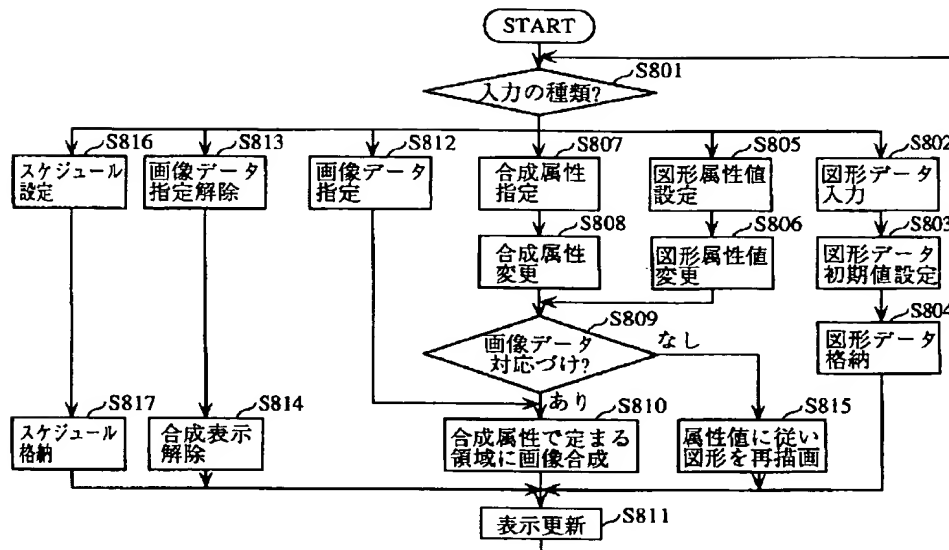 START
S801
入力の種類?
S816
S813
S812
S807
S805
S802
スケジュール
設定
画像データ
指定解除
画像データ
指定
合成属性
指定
図形属性値
設定
図形データ
入力
S808
S806
S803
合成属性
変更
図形属性値
変更
図形データ
初期値設定
S809
S804
画像データ
対応づけ?
なし
図形データ
格納
あり
S817
S814
S810
S815
スケジュール
格納
合成表示
解除
合成属性で定まる
領域に画像合成
属性値に従い
図形を再描画
S811
表示更新